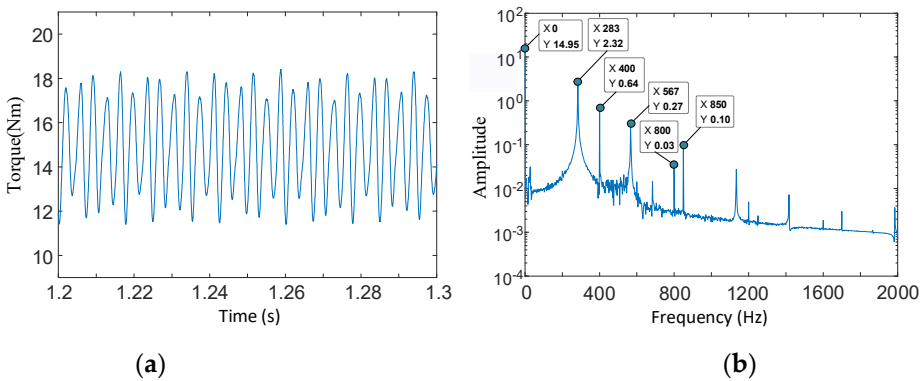 Torque(Nm)
20
18
16
14
12
10
1.2
1.22
1.24
1.26
1.28
1.3
Time (s)
(a)
Amplitude
10^2
10^1
10^0
10^-1
10^-2
10^-3
10^-4
X 0
Y 14.95
X 283
Y 2.32
X 400
Y 0.64
X 567
Y 0.27
X 800
Y 0.03
X 850
Y 0.10
0
400
800
1200
1600
2000
Frequency (Hz)
(b)